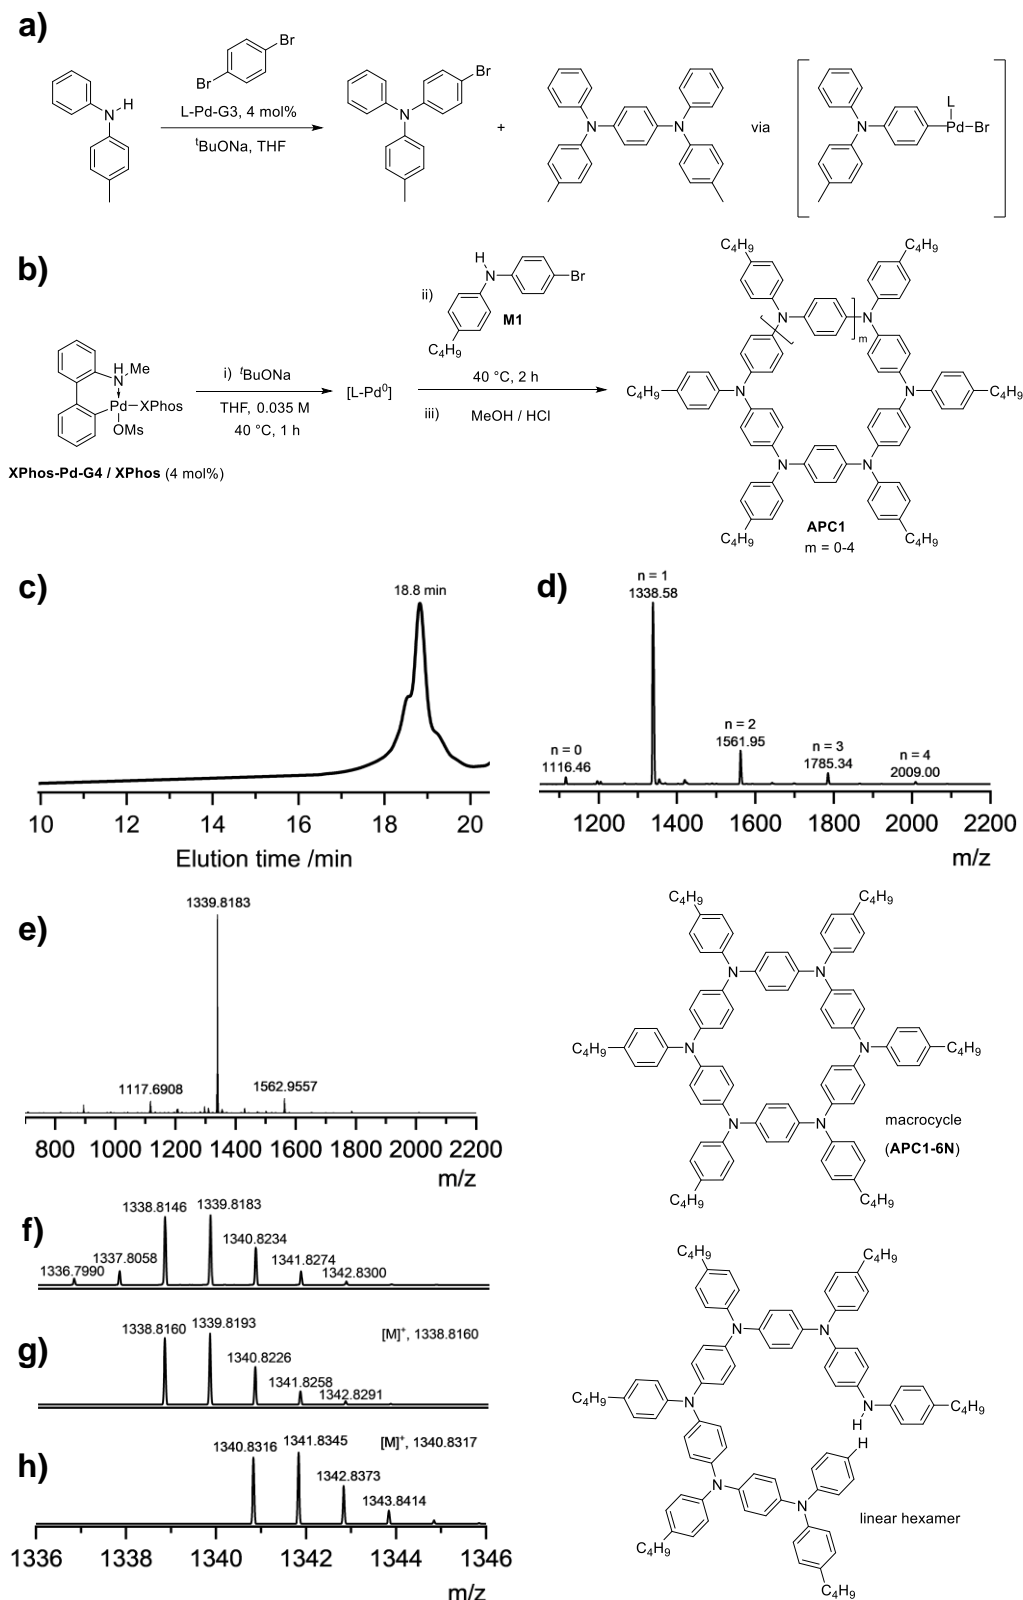 a)
Br
Br
N
H
L-Pd-G3, 4 mol%
ᵗBuONa, THF
N
Br
+
N
N
via
N
L
Pd
Br
b)
H
N
Me
Pd
XPhos
OMs
XPhos-Pd-G4 / XPhos (4 mol%)
i) ᵗBuONa
THF, 0.035 M
40 °C, 1 h
[L-Pd⁰]
ii)
H
N
Br
C₄H₉
M1
40 °C, 2 h
iii) MeOH / HCl
C₄H₉
C₄H₉
N
N
m
C₄H₉
N
N
C₄H₉
N
N
C₄H₉
C₄H₉
APC1
m = 0-4
c)
18.8 min
10 12 14 16 18 20
Elution time /min
d)
n = 1
1338.58
n = 2
1561.95
n = 0
1116.46
n = 3
1785.34
n = 4
2009.00
1200 1400 1600 1800 2000 2200
m/z
e)
1339.8183
1117.6908
1562.9557
800 1000 1200 1400 1600 1800 2000 2200
m/z
C₄H₉
C₄H₉
N
N
C₄H₉
N
N
C₄H₉
N
N
C₄H₉
C₄H₉
macrocycle
(APC1-6N)
f)
1336.7990
1337.8058
1338.8146
1339.8183
1340.8234
1341.8274
1342.8300
g)
1338.8160
1339.8193
1340.8226
1341.8258
1342.8291
[M]⁺, 1338.8160
h)
1340.8316
1341.8345
1342.8373
1343.8414
[M]⁺, 1340.8317
1336 1338 1340 1342 1344 1346
m/z
C₄H₉
C₄H₉
N
N
C₄H₉
N
N
H
C₄H₉
H
N
N
C₄H₉
C₄H₉
linear hexamer